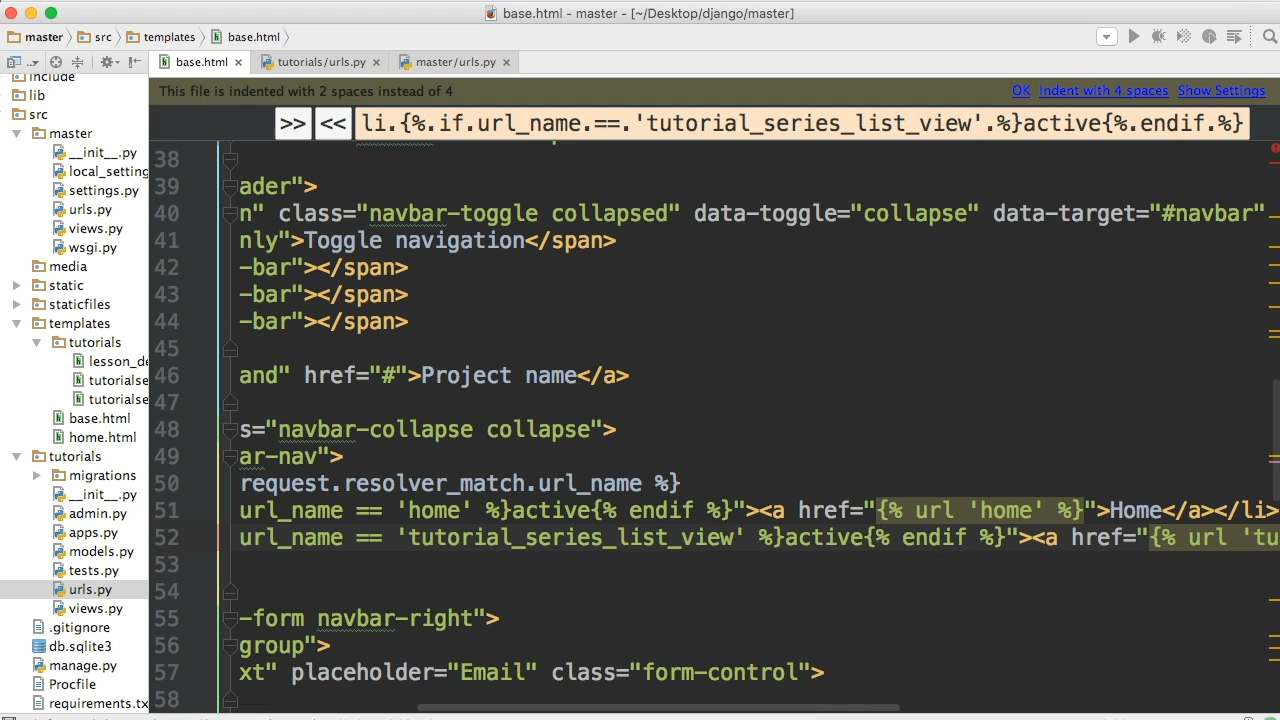 base.html - master - [~/Desktop/django/master]
master src templates base.html
base.html × tutorials/urls.py × master/urls.py ×
This file is indented with 2 spaces instead of 4 OK Indent with 4 spaces Show Settings
>> << li.{%.if.url_name.==.'tutorial_series_list_view'.%}active{%.endif.%}
include
lib
src
master
__init__.py
local_setting
settings.py
urls.py
views.py
wsgi.py
media
static
staticfiles
templates
tutorials
lesson_de
tutorialse
tutorialse
base.html
home.html
tutorials
migrations
__init__.py
admin.py
apps.py
models.py
tests.py
urls.py
views.py
.gitignore
db.sqlite3
manage.py
Procfile
requirements.tx
38
39 ader">
40 n" class="navbar-toggle collapsed" data-toggle="collapse" data-target="#navbar"
41 nly">Toggle navigation</span>
42 -bar"></span>
43 -bar"></span>
44 -bar"></span>
45
46 and" href="#">Project name</a>
47
48 s="navbar-collapse collapse">
49 ar-nav">
50 request.resolver_match.url_name %}
51 url_name == 'home' %}active{% endif %}"><a href="{% url 'home' %}">Home</a></li>
52 url_name == 'tutorial_series_list_view' %}active{% endif %}"><a href="{% url 'tu
53
54
55 -form navbar-right">
56 group">
57 xt" placeholder="Email" class="form-control">
58